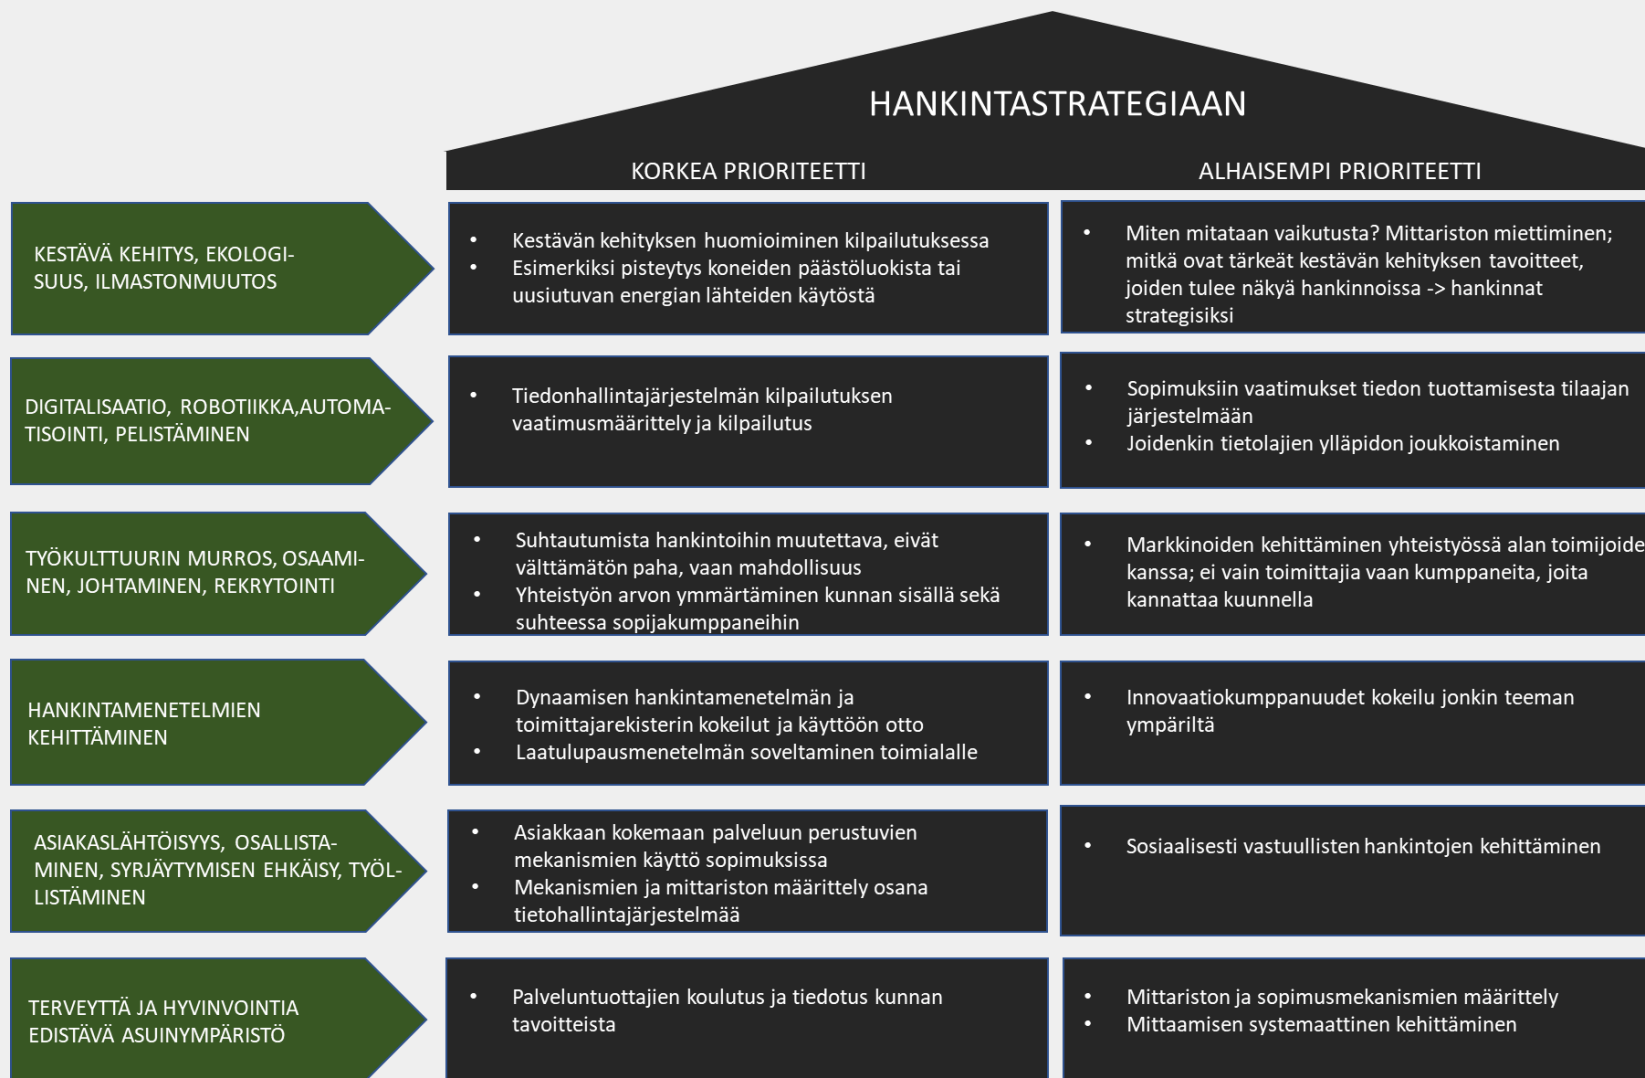 HANKINTASTRATEGIAAN
KORKEA PRIORITEETTI
ALHAISEMPI PRIORITEETTI
KESTÄVÄ KEHITYS, EKOLOGI-
SUUS, ILMASTONMUUTOS
• Kestävän kehityksen huomioiminen kilpailutuksessa
• Esimerkiksi pisteytys koneiden päästöluokista tai
uusiutuvan energian lähteiden käytöstä
• Miten mitataan vaikutusta? Mittariston miettiminen;
mitkä ovat tärkeät kestävän kehityksen tavoitteet,
joiden tulee näkyä hankinnoissa -> hankinnat
strategisiksi
DIGITALISAATIO, ROBOTIIKKA,AUTOMA-
TISOINTI, PELISTÄMINEN
• Tiedonhallintajärjestelmän kilpailutuksen
vaatimusmäärittely ja kilpailutus
• Sopimuksiin vaatimukset tiedon tuottamisesta tilaajan
järjestelmään
• Joidenkin tietolajien ylläpidon joukkoistaminen
TYÖKULTTUURIN MURROS, OSAAMI-
NEN, JOHTAMINEN, REKRYTOINTI
• Suhtautumista hankintoihin muutettava, eivät
välttämätön paha, vaan mahdollisuus
• Yhteistyön arvon ymmärtäminen kunnan sisällä sekä
suhteessa sopijakumppaneihin
• Markkinoiden kehittäminen yhteistyössä alan toimijoide
kanssa; ei vain toimittajia vaan kumppaneita, joita
kannattaa kuunnella
HANKINTAMENETELMIEN
KEHITTÄMINEN
• Dynaamisen hankintamenetelmän ja
toimittajarekisterin kokeilut ja käyttöön otto
• Laatulupausmenetelmän soveltaminen toimialalle
• Innovaatiokumppanuudet kokeilu jonkin teeman
ympäriltä
ASIAKASLÄHTÖISYYS, OSALLISTA-
MINEN, SYRJÄYTYMISEN EHKÄISY, TYÖL-
LISTÄMINEN
• Asiakkaan kokemaan palveluun perustuvien
mekanismien käyttö sopimuksissa
• Mekanismien ja mittariston määrittely osana
tietohallintajärjestelmää
• Sosiaalisesti vastuullisten hankintojen kehittäminen
TERVEYTTÄ JA HYVINVOINTIA
EDISTÄVÄ ASUINYMPÄRISTÖ
• Palveluntuottajien koulutus ja tiedotus kunnan
tavoitteista
• Mittariston ja sopimusmekanismien määrittely
• Mittaamisen systemaattinen kehittäminen